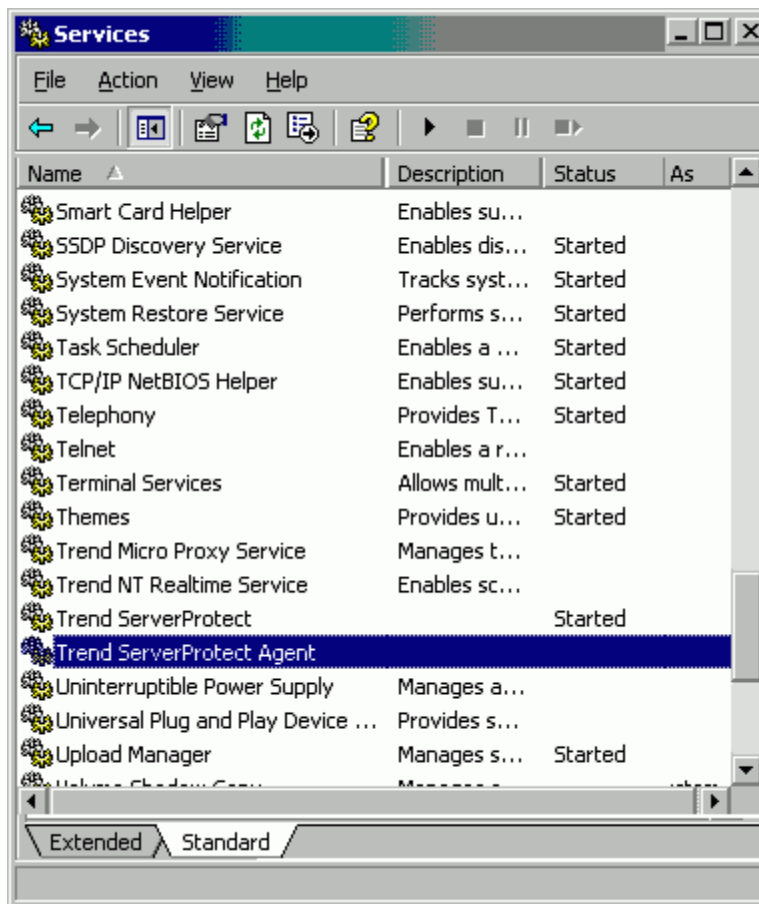 Services
File Action View Help
Name Description Status As
Smart Card Helper Enables su...
SSDP Discovery Service Enables dis... Started
System Event Notification Tracks syst... Started
System Restore Service Performs s... Started
Task Scheduler Enables a ... Started
TCP/IP NetBIOS Helper Enables su... Started
Telephony Provides T... Started
Telnet Enables a r...
Terminal Services Allows mult... Started
Themes Provides u... Started
Trend Micro Proxy Service Manages t...
Trend NT Realtime Service Enables sc...
Trend ServerProtect Started
Trend ServerProtect Agent
Uninterruptible Power Supply Manages a...
Universal Plug and Play Device ... Provides s...
Upload Manager Manages s... Started
Extended Standard